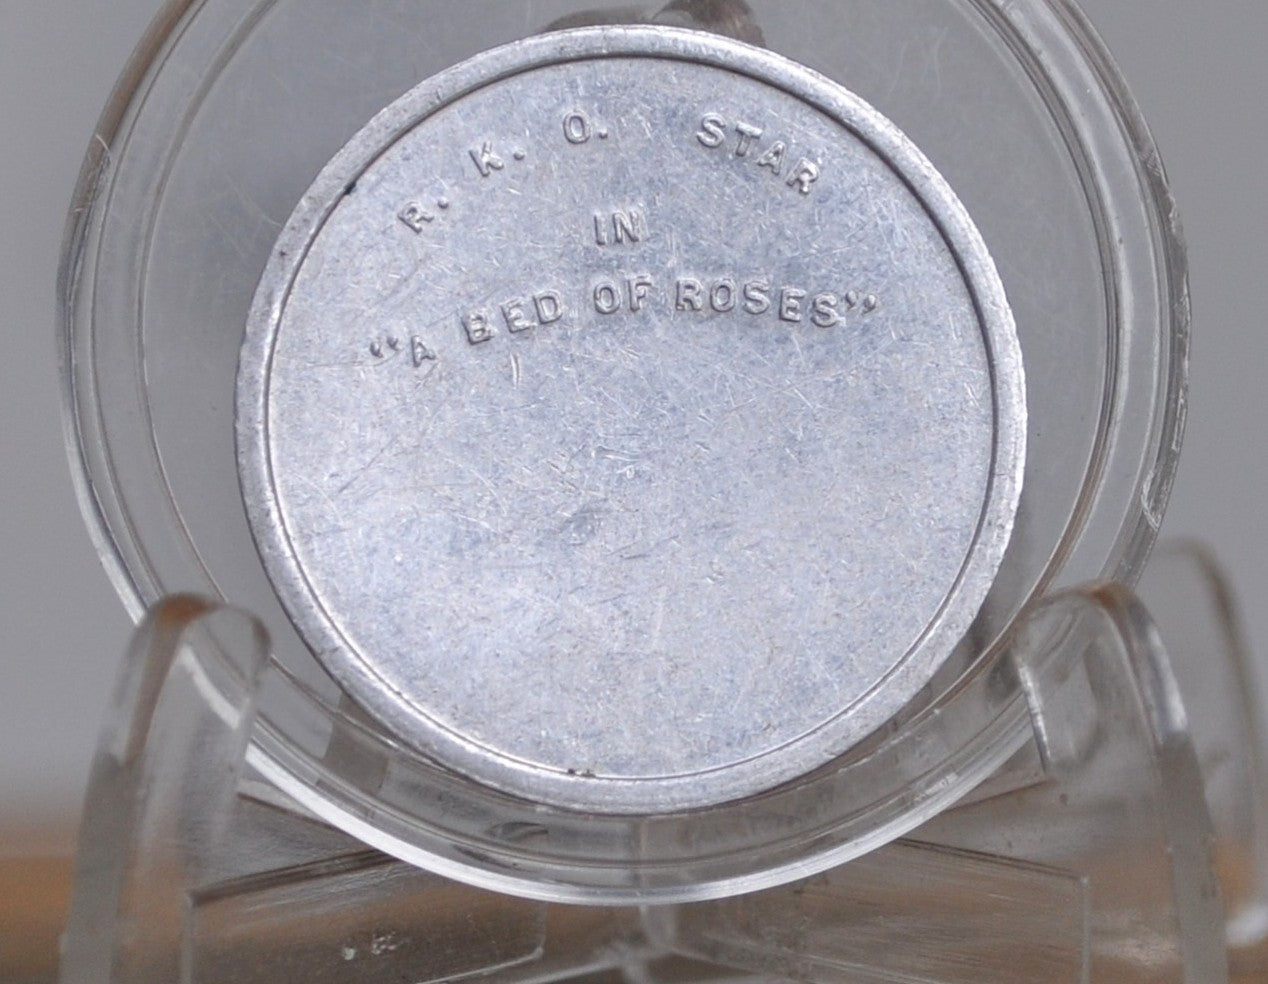 R. K. O. STAR
IN
"A BED OF ROSES"